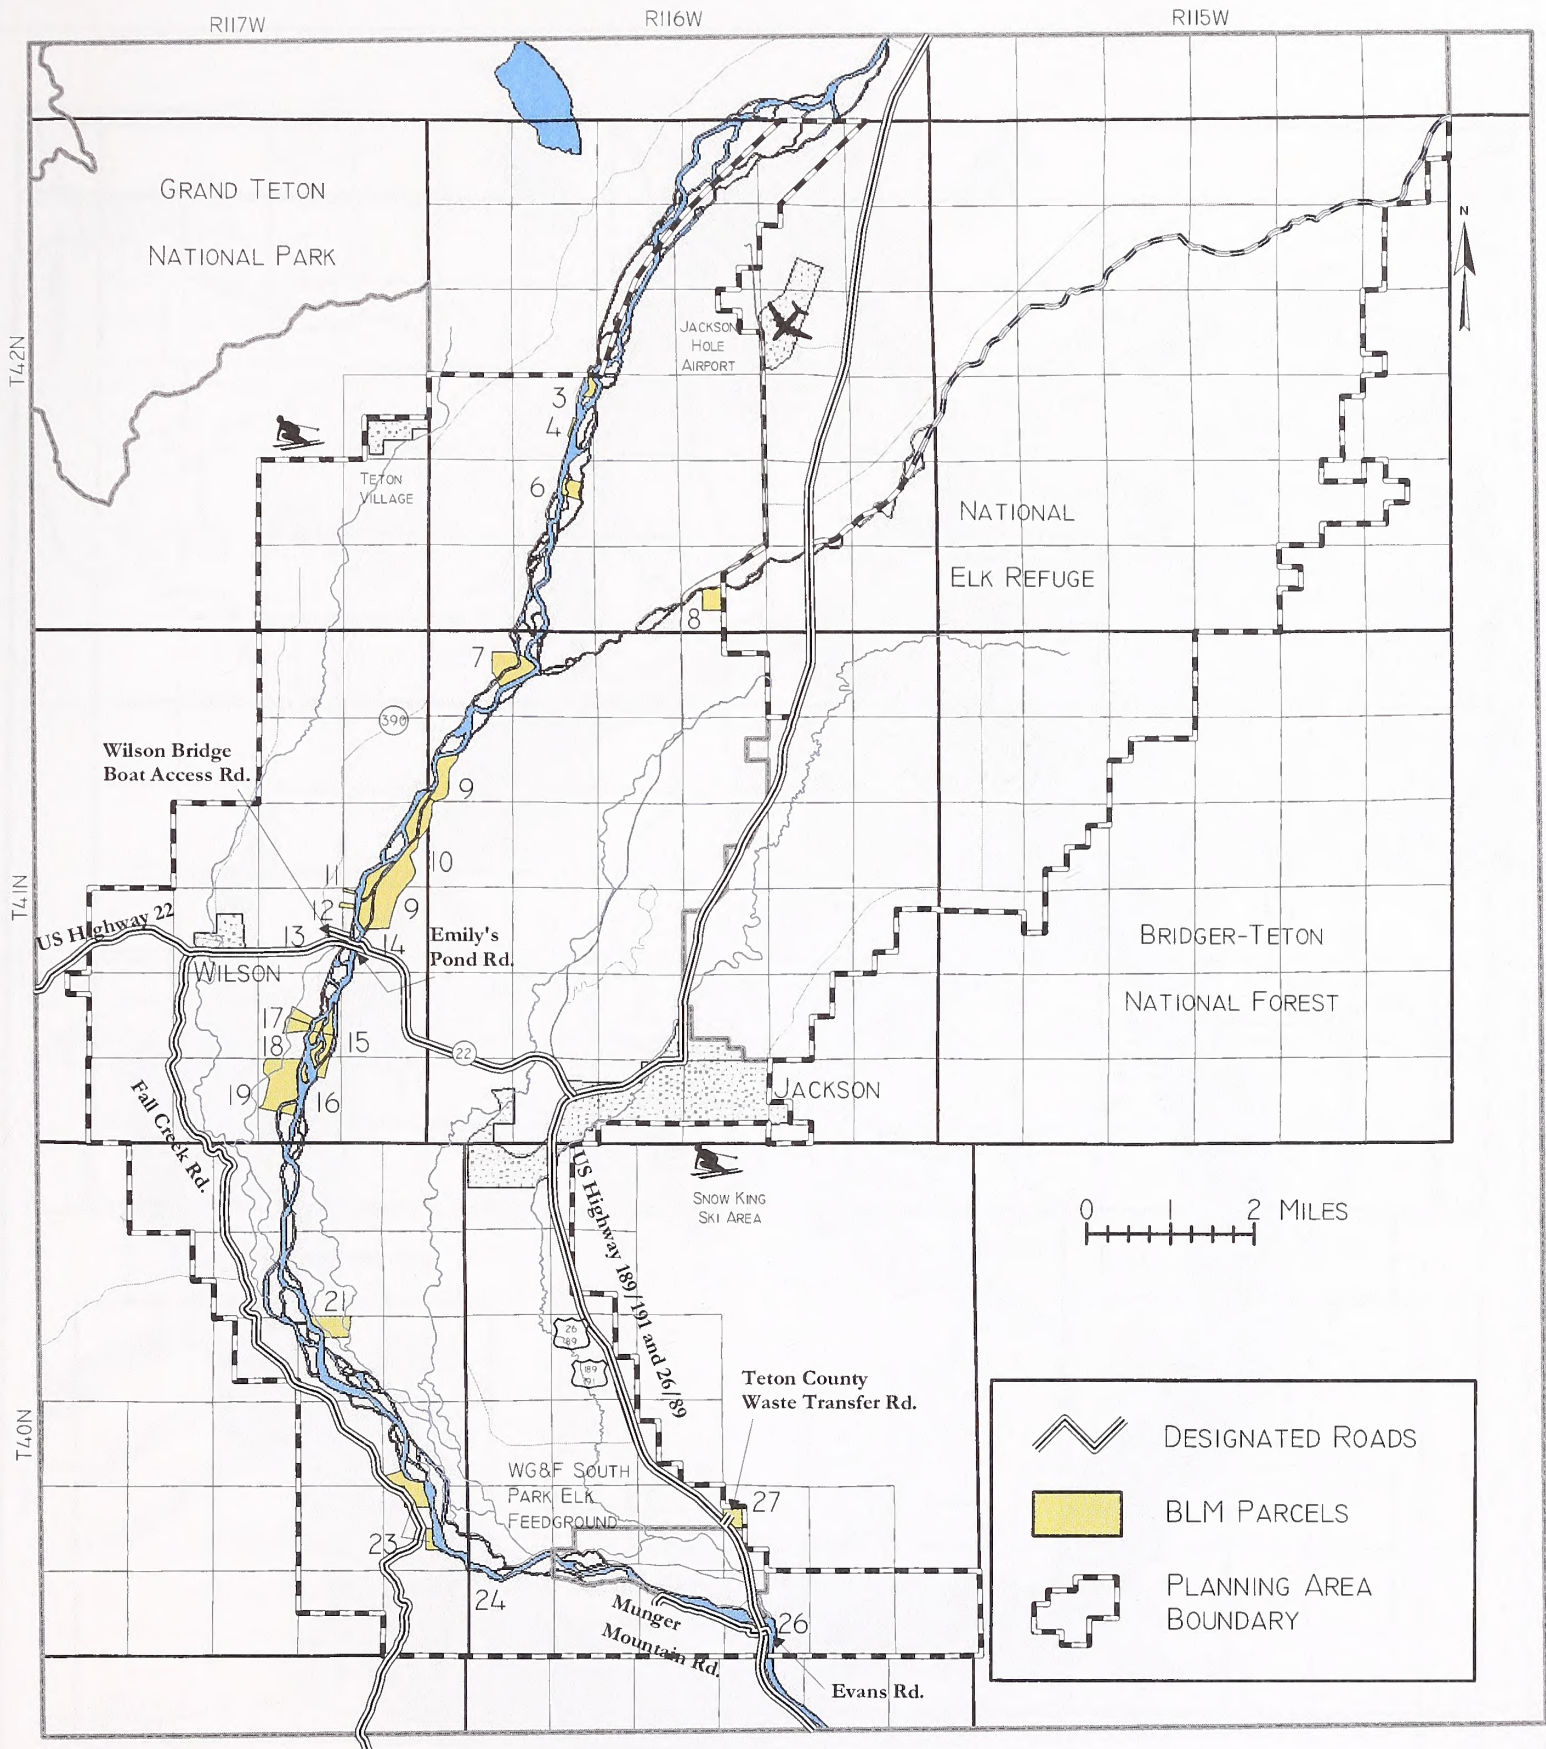 R117W
R116W
R115W
GRAND TETON
NATIONAL PARK
N
T42N
JACKSON
HOLE
AIRPORT
3
4
TETON
VILLAGE
6
NATIONAL
ELK REFUGE
8
7
390
Wilson Bridge
Boat Access Rd.
9
10
11
12
9
T41N
US Highway 22
13
14
Emily's
Pond Rd.
WILSON
BRIDGER-TETON
NATIONAL FOREST
17
18
15
22
19
16
JACKSON
Fall Creek Rd.
US Highway 189/191 and 26/89
SNOW KING
SKI AREA
0 1 2 MILES
21
26
89
189
191
Teton County
Waste Transfer Rd.
T40N
DESIGNATED ROADS
WG&F SOUTH
PARK ELK
FEEDGROUND
27
BLM PARCELS
23
24
PLANNING AREA
BOUNDARY
Munger
Mountain Rd.
26
Evans Rd.